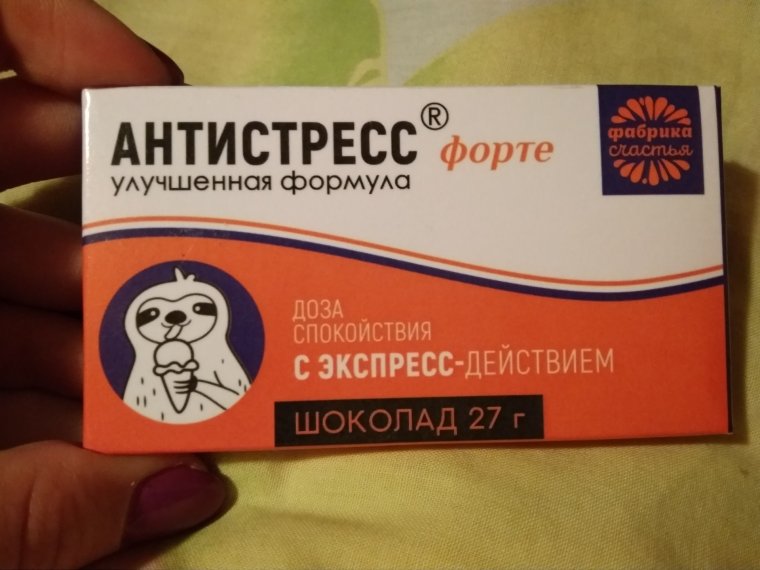 АНТИСТРЕСС® форте
улучшенная формула
фабрика
счастья
ДОЗА
СПОКОЙСТВИЯ
С ЭКСПРЕСС-ДЕЙСТВИЕМ
ШОКОЛАД 27 г